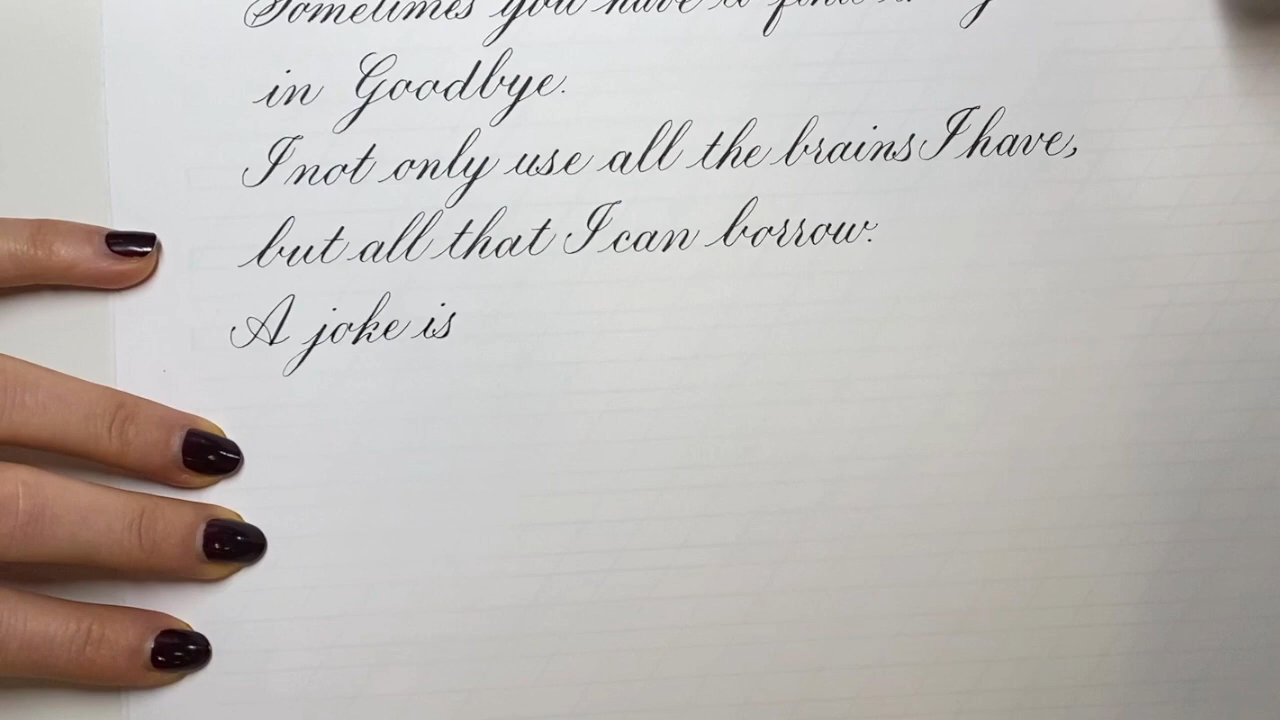 Sometimes you have to find
in Goodbye.
I not only use all the brains I have,
but all that I can borrow.
A joke is